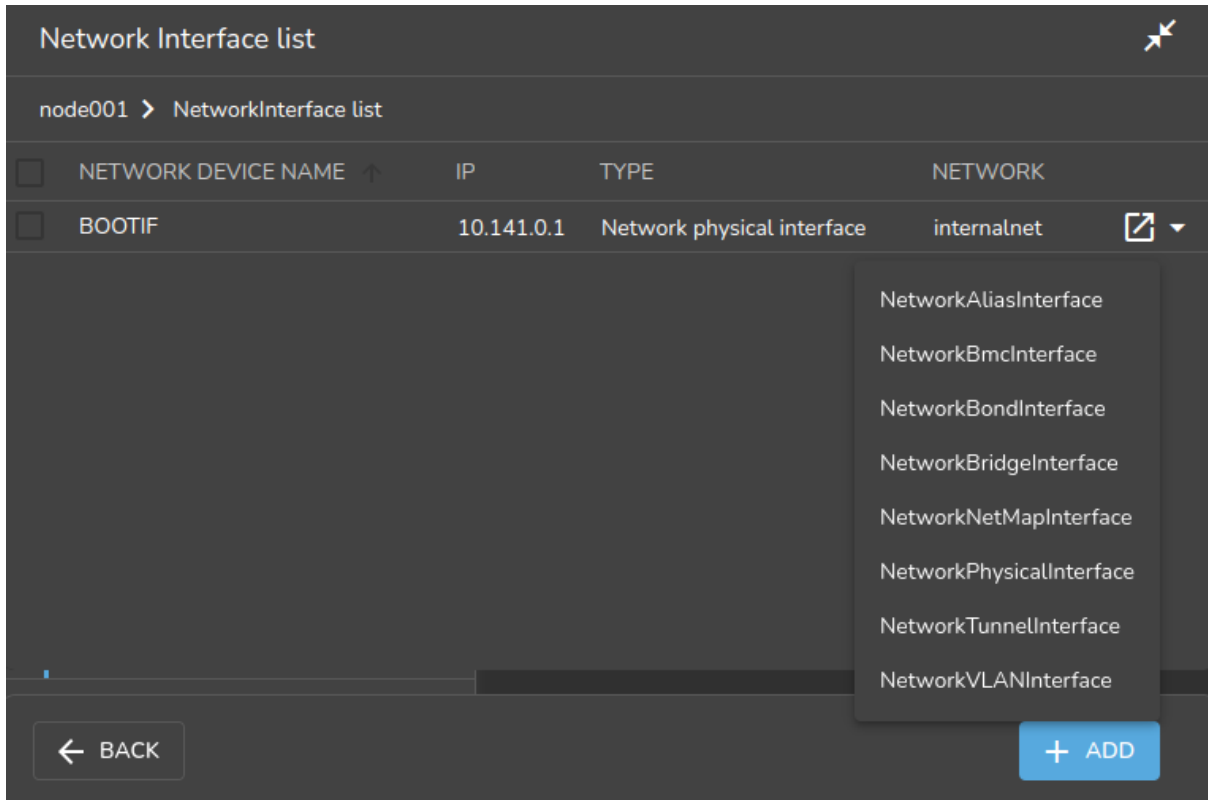 Network Interface list
node001 NetworkInterface list
NETWORK DEVICE NAME IP TYPE NETWORK
BOOTIF 10.141.0.1 Network physical interface internalnet
NetworkAliasInterface
NetworkBmcInterface
NetworkBondInterface
NetworkBridgeInterface
NetworkNetMapInterface
NetworkPhysicalInterface
NetworkTunnelInterface
NetworkVLANInterface
BACK
ADD